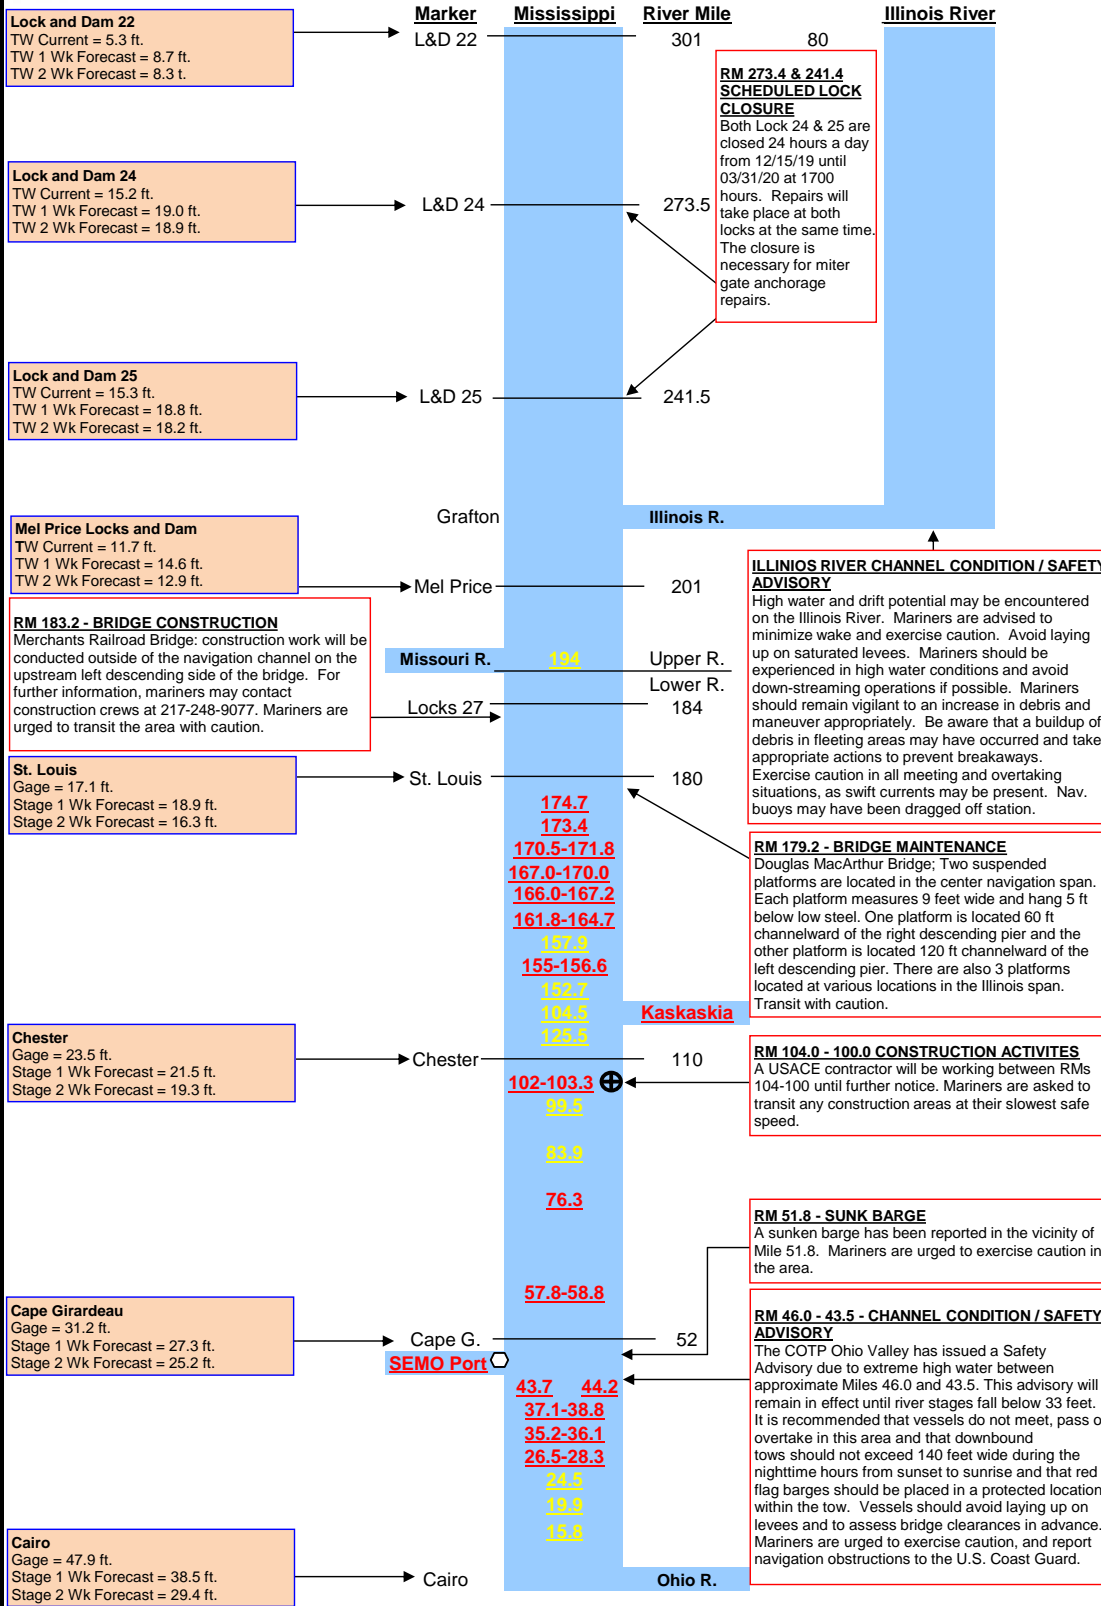 Marker Mississippi River Mile Illinois River
Lock and Dam 22
TW Current = 5.3 ft.
TW 1 Wk Forecast = 8.7 ft.
TW 2 Wk Forecast = 8.3 t.
L&D 22 301 80
RM 273.4 & 241.4
SCHEDULED LOCK
CLOSURE
Both Lock 24 & 25 are
closed 24 hours a day
from 12/15/19 until
03/31/20 at 1700
hours. Repairs will
take place at both
locks at the same time.
The closure is
necessary for miter
gate anchorage
repairs.
Lock and Dam 24
TW Current = 15.2 ft.
TW 1 Wk Forecast = 19.0 ft.
TW 2 Wk Forecast = 18.9 ft.
L&D 24 273.5
Lock and Dam 25
TW Current = 15.3 ft.
TW 1 Wk Forecast = 18.8 ft.
TW 2 Wk Forecast = 18.2 ft.
L&D 25 241.5
Grafton Illinois R.
Mel Price Locks and Dam
TW Current = 11.7 ft.
TW 1 Wk Forecast = 14.6 ft.
TW 2 Wk Forecast = 12.9 ft.
Mel Price 201
ILLINIOS RIVER CHANNEL CONDITION / SAFETY
ADVISORY
High water and drift potential may be encountered
on the Illinois River. Mariners are advised to
minimize wake and exercise caution. Avoid laying
up on saturated levees. Mariners should be
experienced in high water conditions and avoid
down-streaming operations if possible. Mariners
should remain vigilant to an increase in debris and
maneuver appropriately. Be aware that a buildup of
debris in fleeting areas may have occurred and take
appropriate actions to prevent breakaways.
Exercise caution in all meeting and overtaking
situations, as swift currents may be present. Nav.
buoys may have been dragged off station.
RM 183.2 - BRIDGE CONSTRUCTION
Merchants Railroad Bridge: construction work will be
conducted outside of the navigation channel on the
upstream left descending side of the bridge. For
further information, mariners may contact
construction crews at 217-248-9077. Mariners are
urged to transit the area with caution.
Missouri R. 194 Upper R.
Lower R.
Locks 27 184
St. Louis
Gage = 17.1 ft.
Stage 1 Wk Forecast = 18.9 ft.
Stage 2 Wk Forecast = 16.3 ft.
St. Louis 180
174.7
173.4
170.5-171.8
167.0-170.0
166.0-167.2
161.8-164.7
157.9
155-156.6
152.7
104.5 Kaskaskia
125.5
RM 179.2 - BRIDGE MAINTENANCE
Douglas MacArthur Bridge; Two suspended
platforms are located in the center navigation span.
Each platform measures 9 feet wide and hang 5 ft
below low steel. One platform is located 60 ft
channelward of the right descending pier and the
other platform is located 120 ft channelward of the
left descending pier. There are also 3 platforms
located at various locations in the Illinois span.
Transit with caution.
Chester
Gage = 23.5 ft.
Stage 1 Wk Forecast = 21.5 ft.
Stage 2 Wk Forecast = 19.3 ft.
Chester 110
RM 104.0 - 100.0 CONSTRUCTION ACTIVITES
A USACE contractor will be working between RMs
104-100 until further notice. Mariners are asked to
transit any construction areas at their slowest safe
speed.
102-103.3
99.5
83.9
76.3
57.8-58.8
RM 51.8 - SUNK BARGE
A sunken barge has been reported in the vicinity of
Mile 51.8. Mariners are urged to exercise caution in
the area.
Cape Girardeau
Gage = 31.2 ft.
Stage 1 Wk Forecast = 27.3 ft.
Stage 2 Wk Forecast = 25.2 ft.
Cape G. 52
SEMO Port
43.7 44.2
37.1-38.8
35.2-36.1
26.5-28.3
24.5
19.9
15.8
RM 46.0 - 43.5 - CHANNEL CONDITION / SAFETY
ADVISORY
The COTP Ohio Valley has issued a Safety
Advisory due to extreme high water between
approximate Miles 46.0 and 43.5. This advisory will
remain in effect until river stages fall below 33 feet.
It is recommended that vessels do not meet, pass o
overtake in this area and that downbound
tows should not exceed 140 feet wide during the
nighttime hours from sunset to sunrise and that red
flag barges should be placed in a protected location
within the tow. Vessels should avoid laying up on
levees and to assess bridge clearances in advance.
Mariners are urged to exercise caution, and report
navigation obstructions to the U.S. Coast Guard.
Cairo
Gage = 47.9 ft.
Stage 1 Wk Forecast = 38.5 ft.
Stage 2 Wk Forecast = 29.4 ft.
Cairo Ohio R.